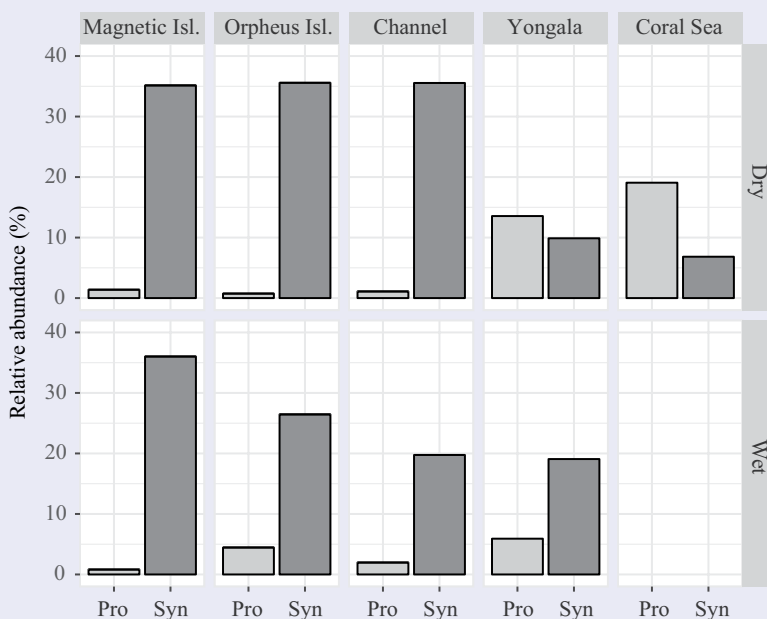 Magnetic Isl. Orpheus Isl. Channel Yongala Coral Sea
Relative abundance (%)
40
30
20
10
0
Dry
40
30
20
10
0
Wet
Pro Syn Pro Syn Pro Syn Pro Syn Pro Syn